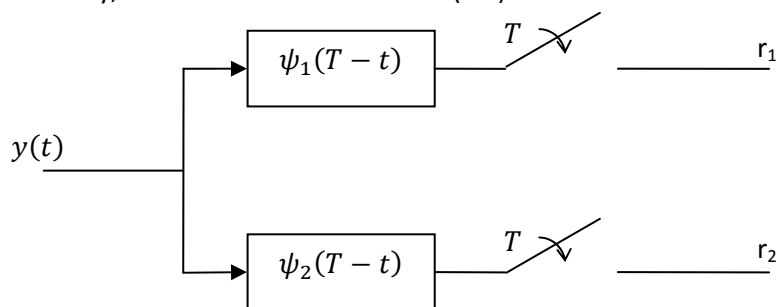 T
ψ₁(T − t)
r₁
y(t)
T
ψ₂(T − t)
r₂